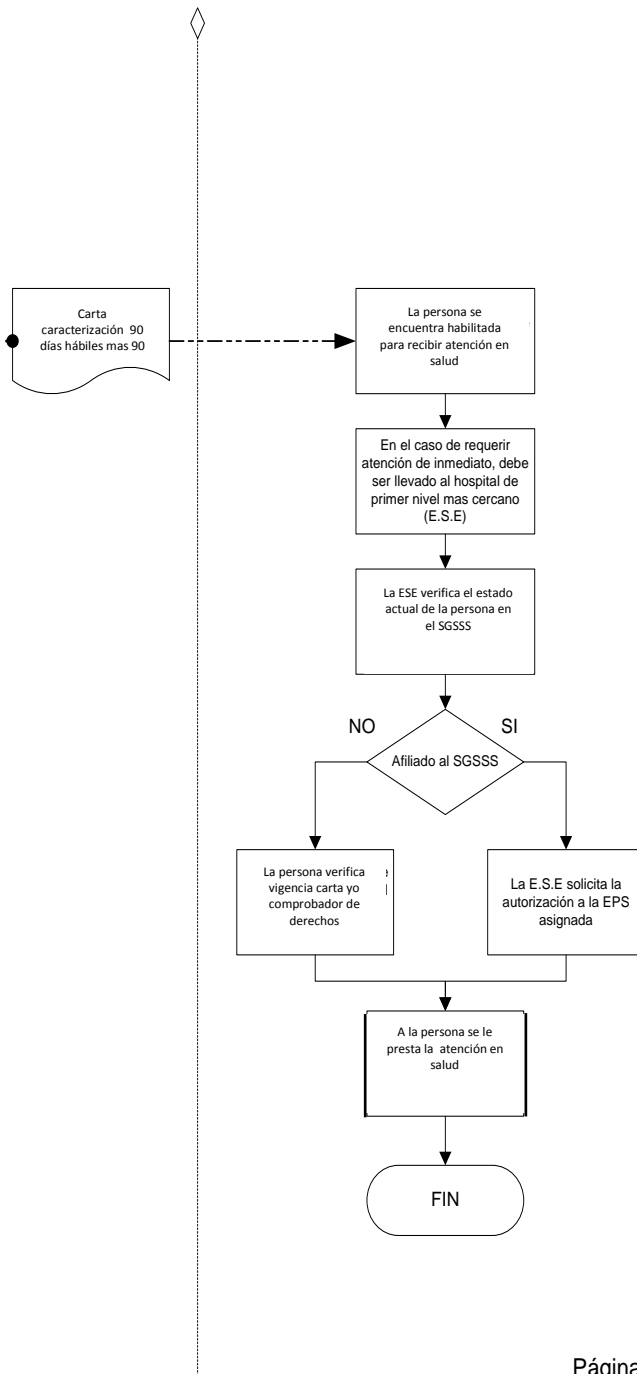 Carta
caracterización 90
días hábiles mas 90
La persona se
encuentra habilitada
para recibir atención en
salud
En el caso de requerir
atención de inmediato, debe
ser llevado al hospital de
primer nivel mas cercano
(E.S.E)
La ESE verifica el estado
actual de la persona en
el SGSSS
NO
SI
Afiliado al SGSSS
La persona verifica
vigencia carta yo
comprobador de
derechos
La E.S.E solicita la
autorización a la EPS
asignada
A la persona se le
presta la atención en
salud
FIN
Página